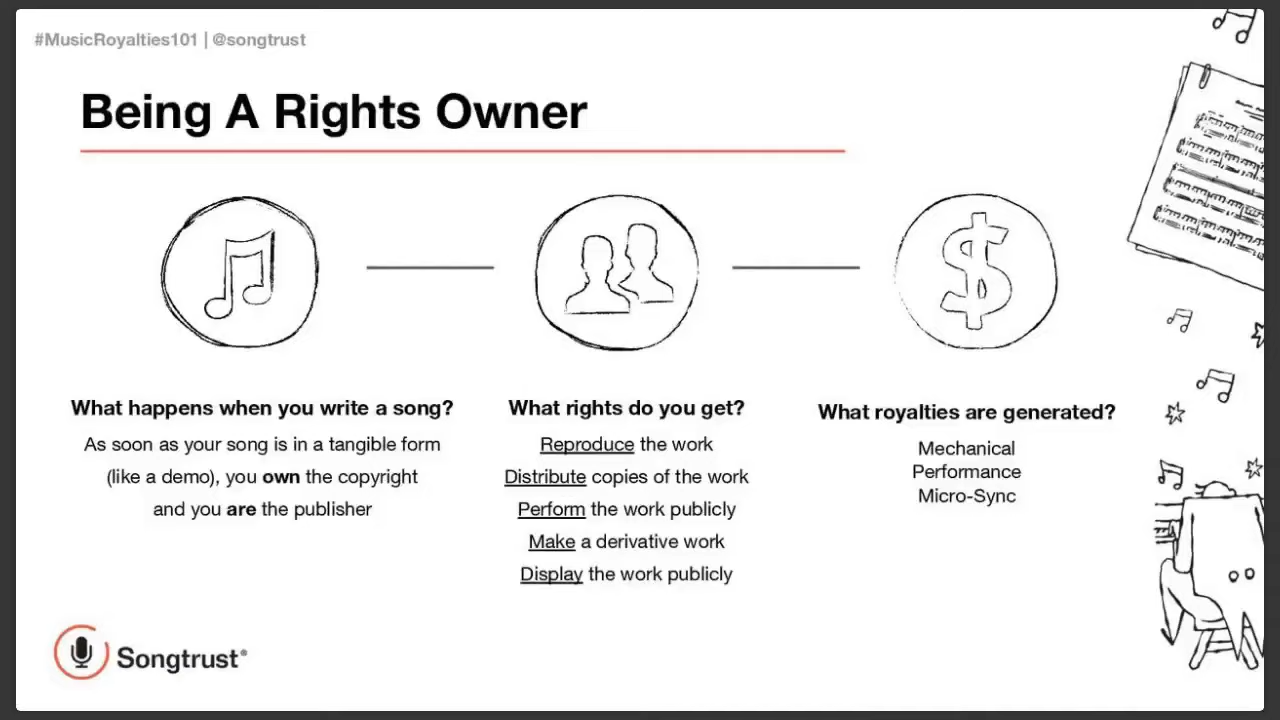 #MusicRoyalties101 | @songtrust
Being A Rights Owner
What happens when you write a song?
As soon as your song is in a tangible form
(like a demo), you own the copyright
and you are the publisher
What rights do you get?
Reproduce the work
Distribute copies of the work
Perform the work publicly
Make a derivative work
Display the work publicly
What royalties are generated?
Mechanical
Performance
Micro-Sync
Songtrust®